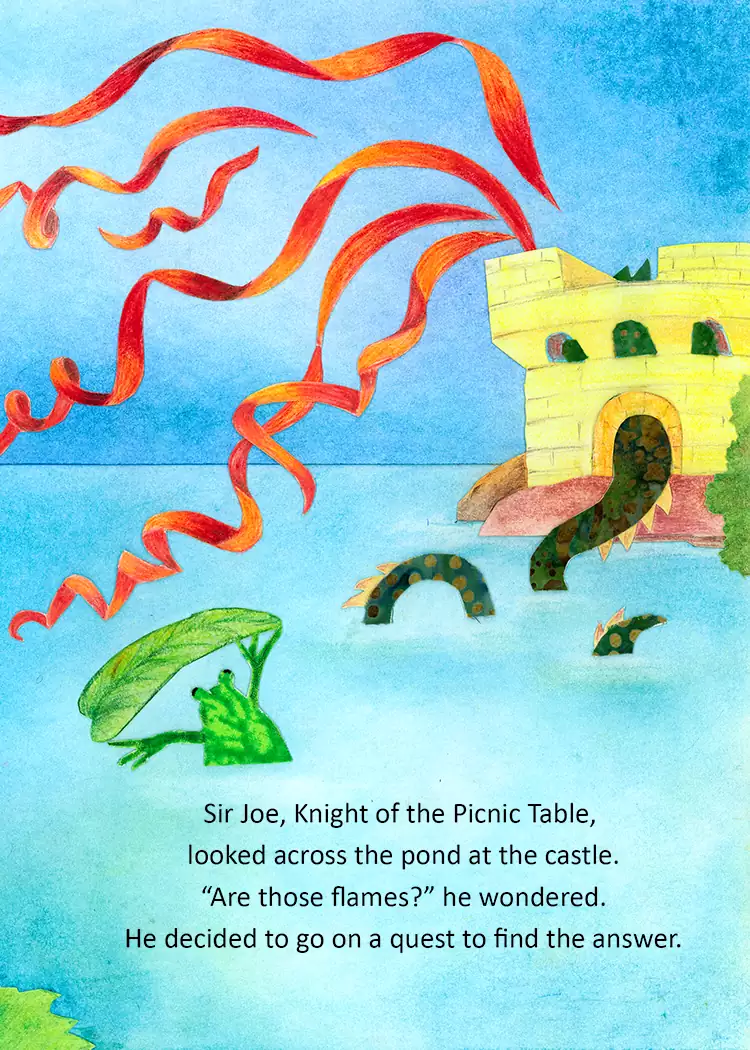 Sir Joe, Knight of the Picnic Table,
looked across the pond at the castle.
“Are those flames?” he wondered.
He decided to go on a quest to find the answer.